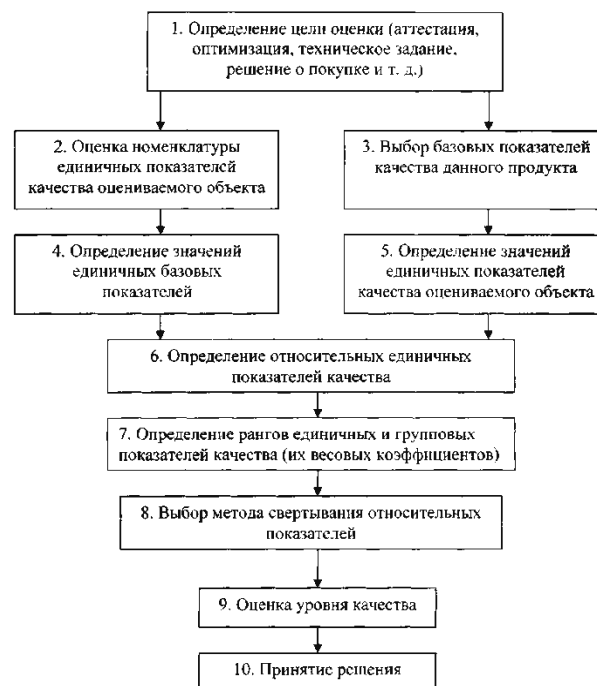 1. Определение цели оценки (аттестация,
оптимизация, техническое задание,
решение о покупке и т. д.)
2. Оценка номенклатуры
единичных показателей
качества оцениваемого объекта
3. Выбор базовых показателей
качества данного продукта
4. Определение значений
единичных базовых
показателей
5. Определение значений
единичных показателей
качества оцениваемого объекта
6. Определение относительных единичных
показателей качества
7. Определение рангов единичных и групповых
показателей качества (их весовых коэффициентов)
8. Выбор метода свертывания относительных
показателей
9. Оценка уровня качества
10. Принятие решения